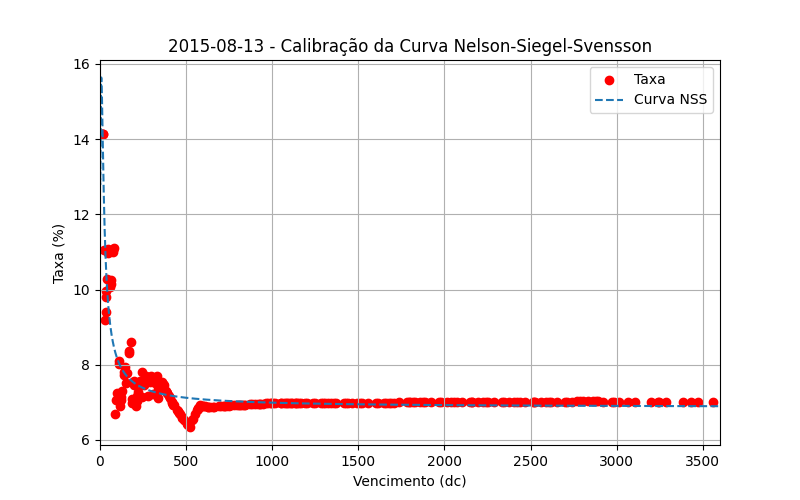 2015-08-13 - Calibração da Curva Nelson-Siegel-Svensson
Taxa
Curva NSS
Taxa (%)
16
14
12
10
8
6
0 500 1000 1500 2000 2500 3000 3500
Vencimento (dc)